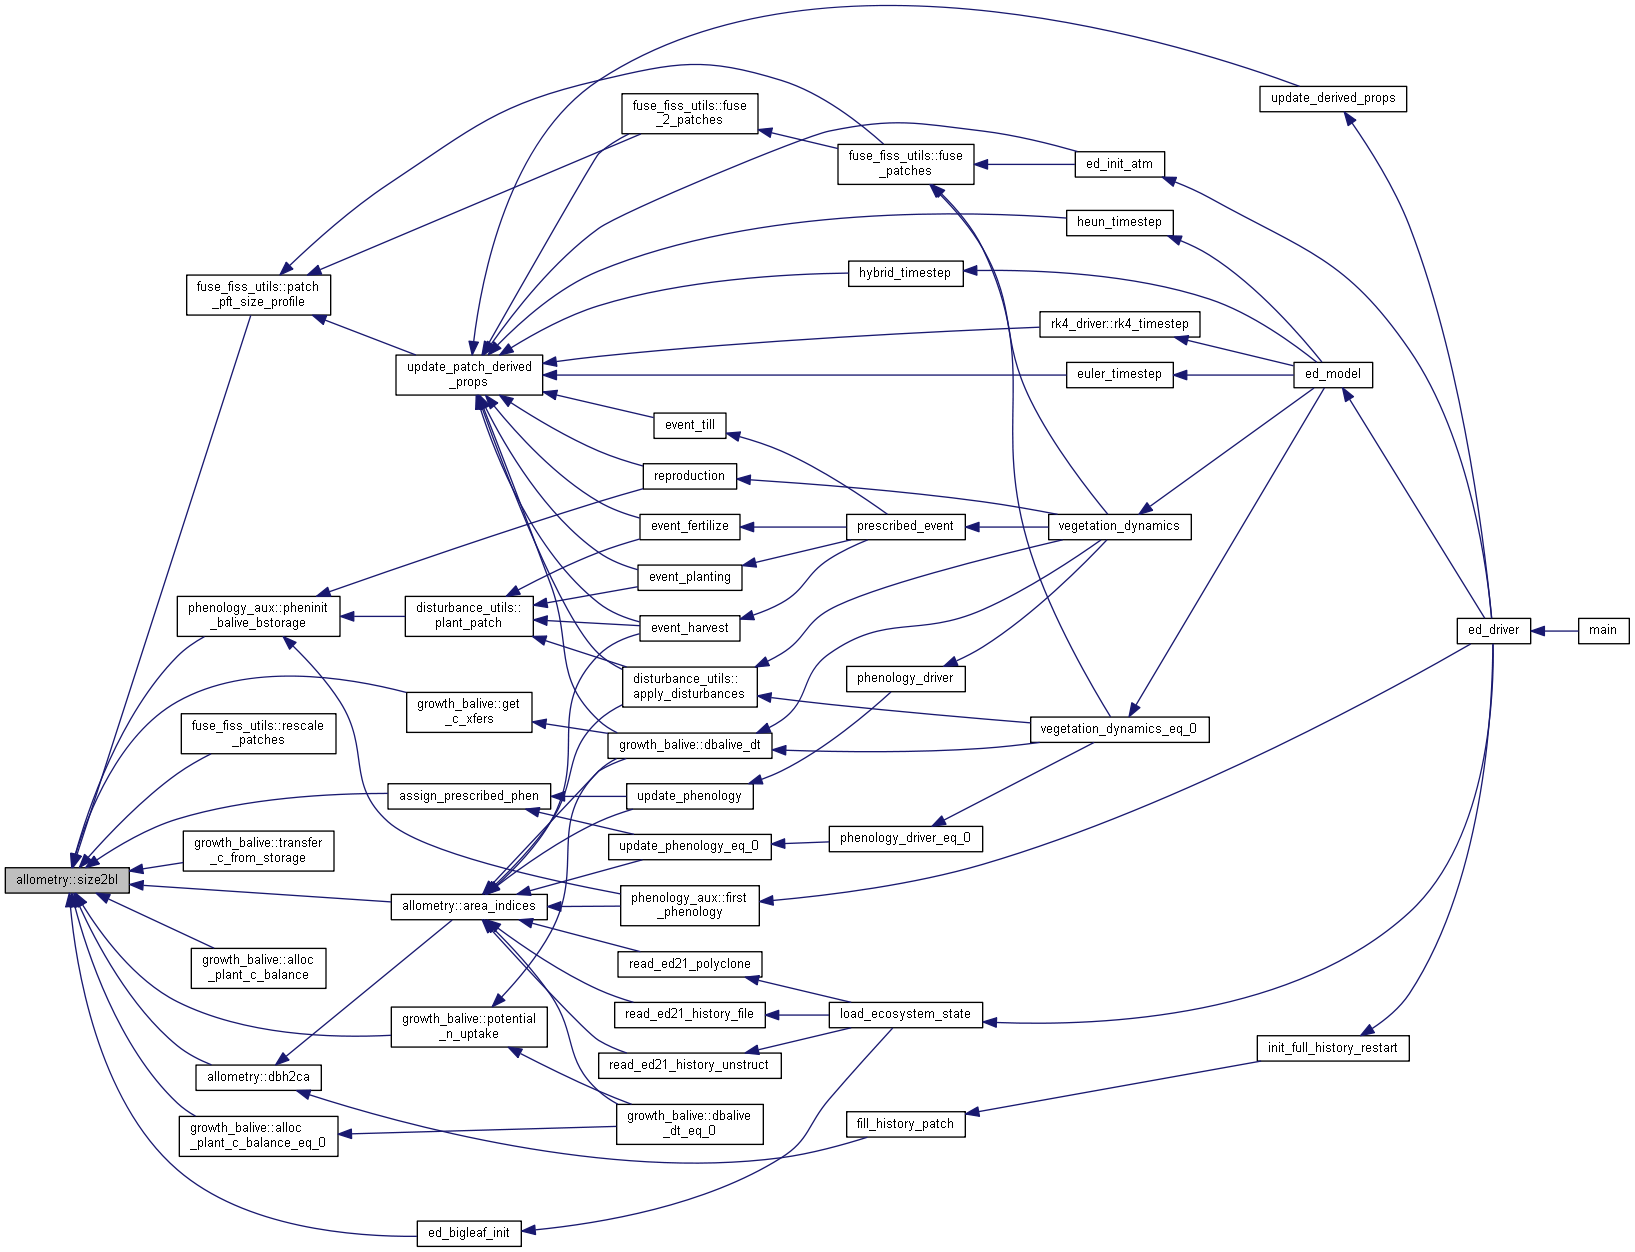 update_derived_props
fuse_fiss_utils::fuse
_2_patches
fuse_fiss_utils::fuse
_patches
ed_init_atm
heun_timestep
hybrid_timestep
fuse_fiss_utils::patch
_pft_size_profile
rk4_driver::rk4_timestep
update_patch_derived
_props
euler_timestep
ed_model
event_till
reproduction
event_fertilize
prescribed_event
vegetation_dynamics
event_planting
phenology_aux::pheninit
_balive_bstorage
disturbance_utils::
plant_patch
event_harvest
ed_driver
main
disturbance_utils::
apply_disturbances
phenology_driver
growth_balive::get
_c_xfers
fuse_fiss_utils::rescale
_patches
growth_balive::dbalive_dt
vegetation_dynamics_eq_0
assign_prescribed_phen
update_phenology
growth_balive::transfer
_c_from_storage
update_phenology_eq_0
phenology_driver_eq_0
allometry::size2bl
allometry::area_indices
phenology_aux::first
_phenology
growth_balive::alloc
_plant_c_balance
read_ed21_polyclone
growth_balive::potential
_n_uptake
read_ed21_history_file
load_ecosystem_state
init_full_history_restart
read_ed21_history_unstruct
allometry::dbh2ca
growth_balive::alloc
_plant_c_balance_eq_0
growth_balive::dbalive
_dt_eq_0
fill_history_patch
ed_bigleaf_init